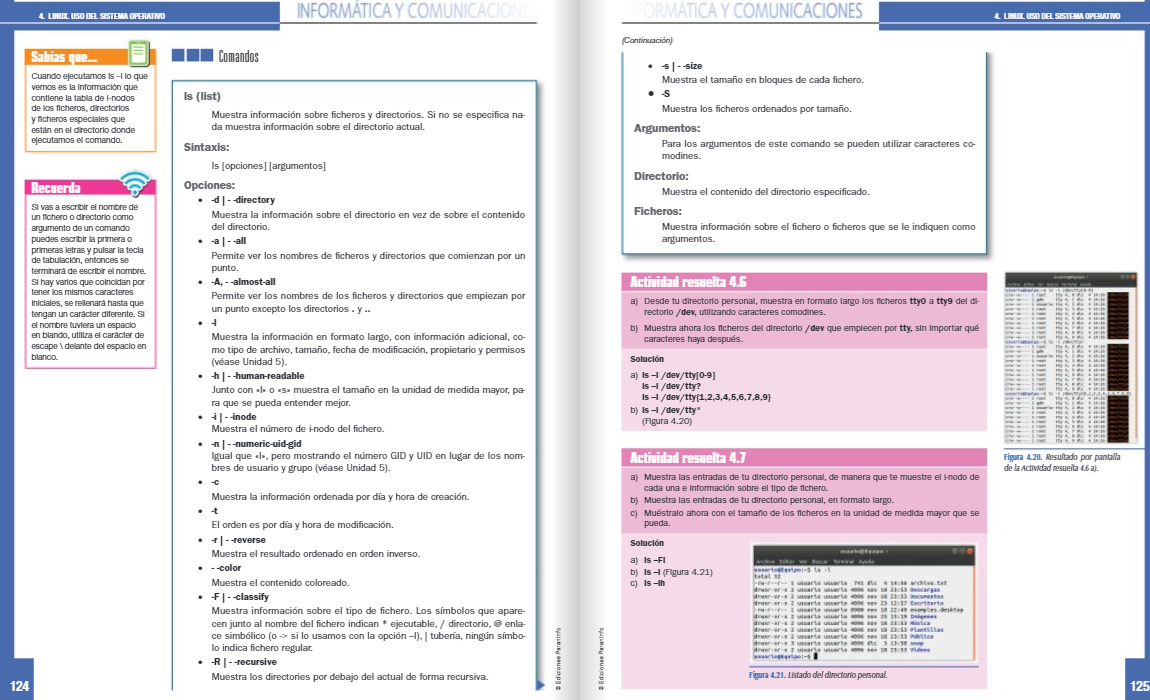 4. LINUX. USO DEL SISTEMA OPERATIVO
INFORMÁTICA Y COMUNICACIONE
Sabías que...
Cuando ejecutamos ls –l lo que
vemos es la información que
contiene la tabla de i-nodos
de los ficheros, directorios
y ficheros especiales que
están en el directorio donde
ejecutamos el comando.
Recuerda
Si vas a escribir el nombre de
un fichero o directorio como
argumento de un comando
puedes escribir la primera o
primeras letras y pulsar la tecla
de tabulación, entonces se
terminará de escribir el nombre.
Si hay varios que coincidan por
tener los mismos caracteres
iniciales, se rellenará hasta que
tengan un carácter diferente. Si
el nombre tuviera un espacio
en blando, utiliza el carácter de
escape \ delante del espacio en
blanco.
Comandos
ls (list)
Muestra información sobre ficheros y directorios. Si no se especifica na-
da muestra información sobre el directorio actual.
Sintaxis:
ls [opciones] [argumentos]
Opciones:
• -d | - -directory
Muestra la información sobre el directorio en vez de sobre el contenido
del directorio.
• -a | - -all
Permite ver los nombres de ficheros y directorios que comienzan por un
punto.
• -A, - -almost-all
Permite ver los nombres de los ficheros y directorios que empiezan por
un punto excepto los directorios . y ..
• -l
Muestra la información en formato largo, con información adicional, co-
mo tipo de archivo, tamaño, fecha de modificación, propietario y permisos
(véase Unidad 5).
• -h | - -human-readable
Junto con «l» o «s» muestra el tamaño en la unidad de medida mayor, pa-
ra que se pueda entender mejor.
• -i | - -inode
Muestra el número de i-nodo del fichero.
• -n | - -numeric-uid-gid
Igual que «l», pero mostrando el número GID y UID en lugar de los nom-
bres de usuario y grupo (véase Unidad 5).
• -c
Muestra la información ordenada por día y hora de creación.
• -t
El orden es por día y hora de modificación.
• -r | - -reverse
Muestra el resultado ordenado en orden inverso.
• - -color
Muestra el contenido coloreado.
• -F | - -classify
Muestra información sobre el tipo de fichero. Los símbolos que apare-
cen junto al nombre del fichero indican * ejecutable, / directorio, @ enla-
ce simbólico (o -> si lo usamos con la opción –l), | tubería, ningún símbo-
lo indica fichero regular.
• -R | - -recursive
Muestra los directories por debajo del actual de forma recursiva.
© Ediciones Paraninfo
124
FORMÁTICA Y COMUNICACIONES
4. LINUX. USO DEL SISTEMA OPERATIVO
(Continuación)
• -s | - -size
Muestra el tamaño en bloques de cada fichero.
• -S
Muestra los ficheros ordenados por tamaño.
Argumentos:
Para los argumentos de este comando se pueden utilizar caracteres co-
modines.
Directorio:
Muestra el contenido del directorio especificado.
Ficheros:
Muestra información sobre el fichero o ficheros que se le indiquen como
argumentos.
Actividad resuelta 4.6
a) Desde tu directorio personal, muestra en formato largo los ficheros tty0 a tty9 del di-
rectorio /dev, utilizando caracteres comodines.
b) Muestra ahora los ficheros del directorio /dev que empiecen por tty, sin importar qué
caracteres haya después.
Solución
a) ls –l /dev/tty[0-9]
ls –l /dev/tty?
ls –l /dev/tty{1,2,3,4,5,6,7,8,9}
b) ls –l /dev/tty*
(Figura 4.20)
Figura 4.20. Resultado por pantalla
de la Actividad resuelta 4.6 a).
Actividad resuelta 4.7
a) Muestra las entradas de tu directorio personal, de manera que te muestre el i-nodo de
cada una e información sobre el tipo de fichero.
b) Muestra las entradas de tu directorio personal, en formato largo.
c) Muéstralo ahora con el tamaño de los ficheros en la unidad de medida mayor que se
pueda.
Solución
a) ls –Fi
b) ls –l (Figura 4.21)
c) ls –lh
usuario@Equipo: ~
Archivo Editar Ver Buscar Terminal Ayuda
usuario@Equipo:~$ ls -l
total 52
-rw-r--r-- 1 usuario usuario 741 dic 4 14:56 archivo.txt
drwxr-xr-x 2 usuario usuario 4096 nov 18 23:53 Descargas
drwxr-xr-x 2 usuario usuario 4096 nov 18 23:53 Documentos
drwxr-xr-x 2 usuario usuario 4096 nov 23 12:57 Escritorio
-rw-r--r-- 1 usuario usuario 8980 nov 18 22:49 examples.desktop
drwxr-xr-x 2 usuario usuario 4096 nov 25 13:19 Imágenes
drwxr-xr-x 2 usuario usuario 4096 nov 18 23:53 Música
drwxr-xr-x 2 usuario usuario 4096 nov 18 23:53 Plantillas
drwxr-xr-x 2 usuario usuario 4096 nov 18 23:53 Público
drwxr-xr-x 3 usuario usuario 4096 dic 3 13:50 snap
drwxr-xr-x 2 usuario usuario 4096 nov 18 23:53 Vídeos
usuario@Equipo:~$
Figura 4.21. Listado del directorio personal.
© Ediciones Paraninfo
125